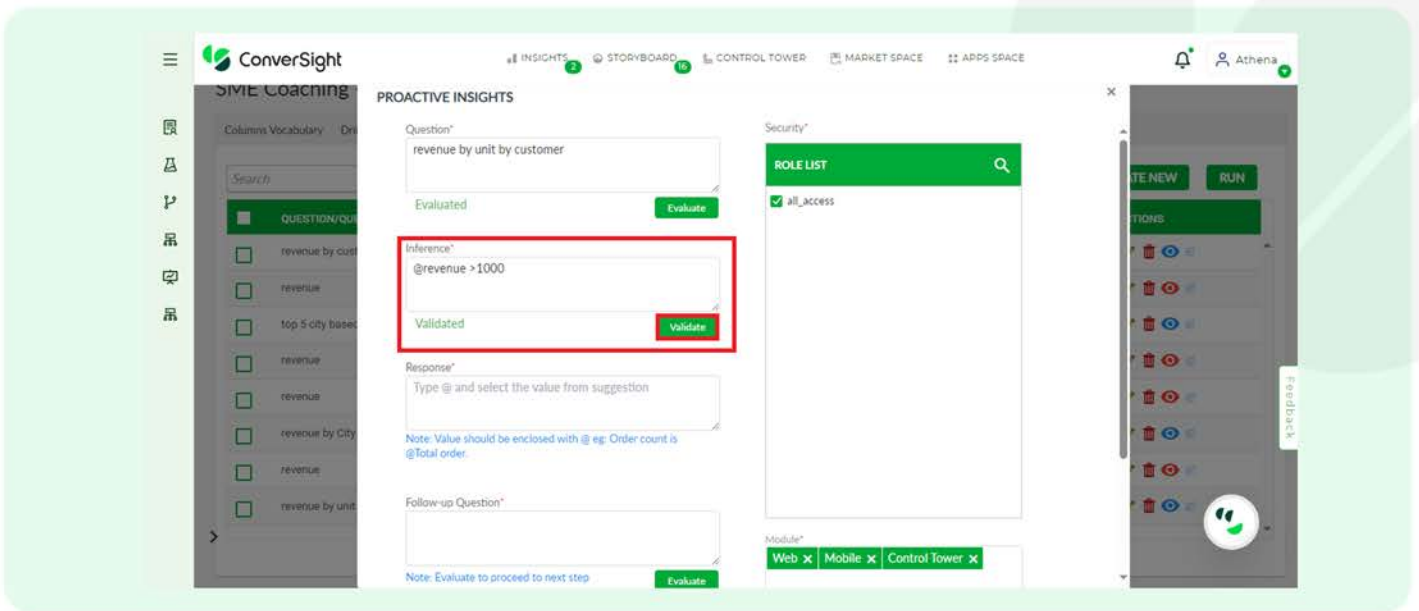 ConverSight
INSIGHTS 2
STORYBOARD 16
CONTROL TOWER
MARKET SPACE
APPS SPACE
Athena
SME Coaching
PROACTIVE INSIGHTS
×
Columns Vocabulary
Search
QUESTION/QUE
revenue by cust
revenue
top 5 city based
revenue
revenue
revenue by City
revenue
revenue by unit
Question*
revenue by unit by customer
Evaluated
Evaluate
Inference*
@revenue >1000
Validated
Validate
Response*
Type @ and select the value from suggestion
Note: Value should be enclosed with @ eg: Order count is
@Total order.
Follow-up Question*
Note: Evaluate to proceed to next step
Evaluate
Security*
ROLE LIST
all_access
Module*
Web × Mobile × Control Tower ×
ATE NEW
RUN
TIONS
Feedback